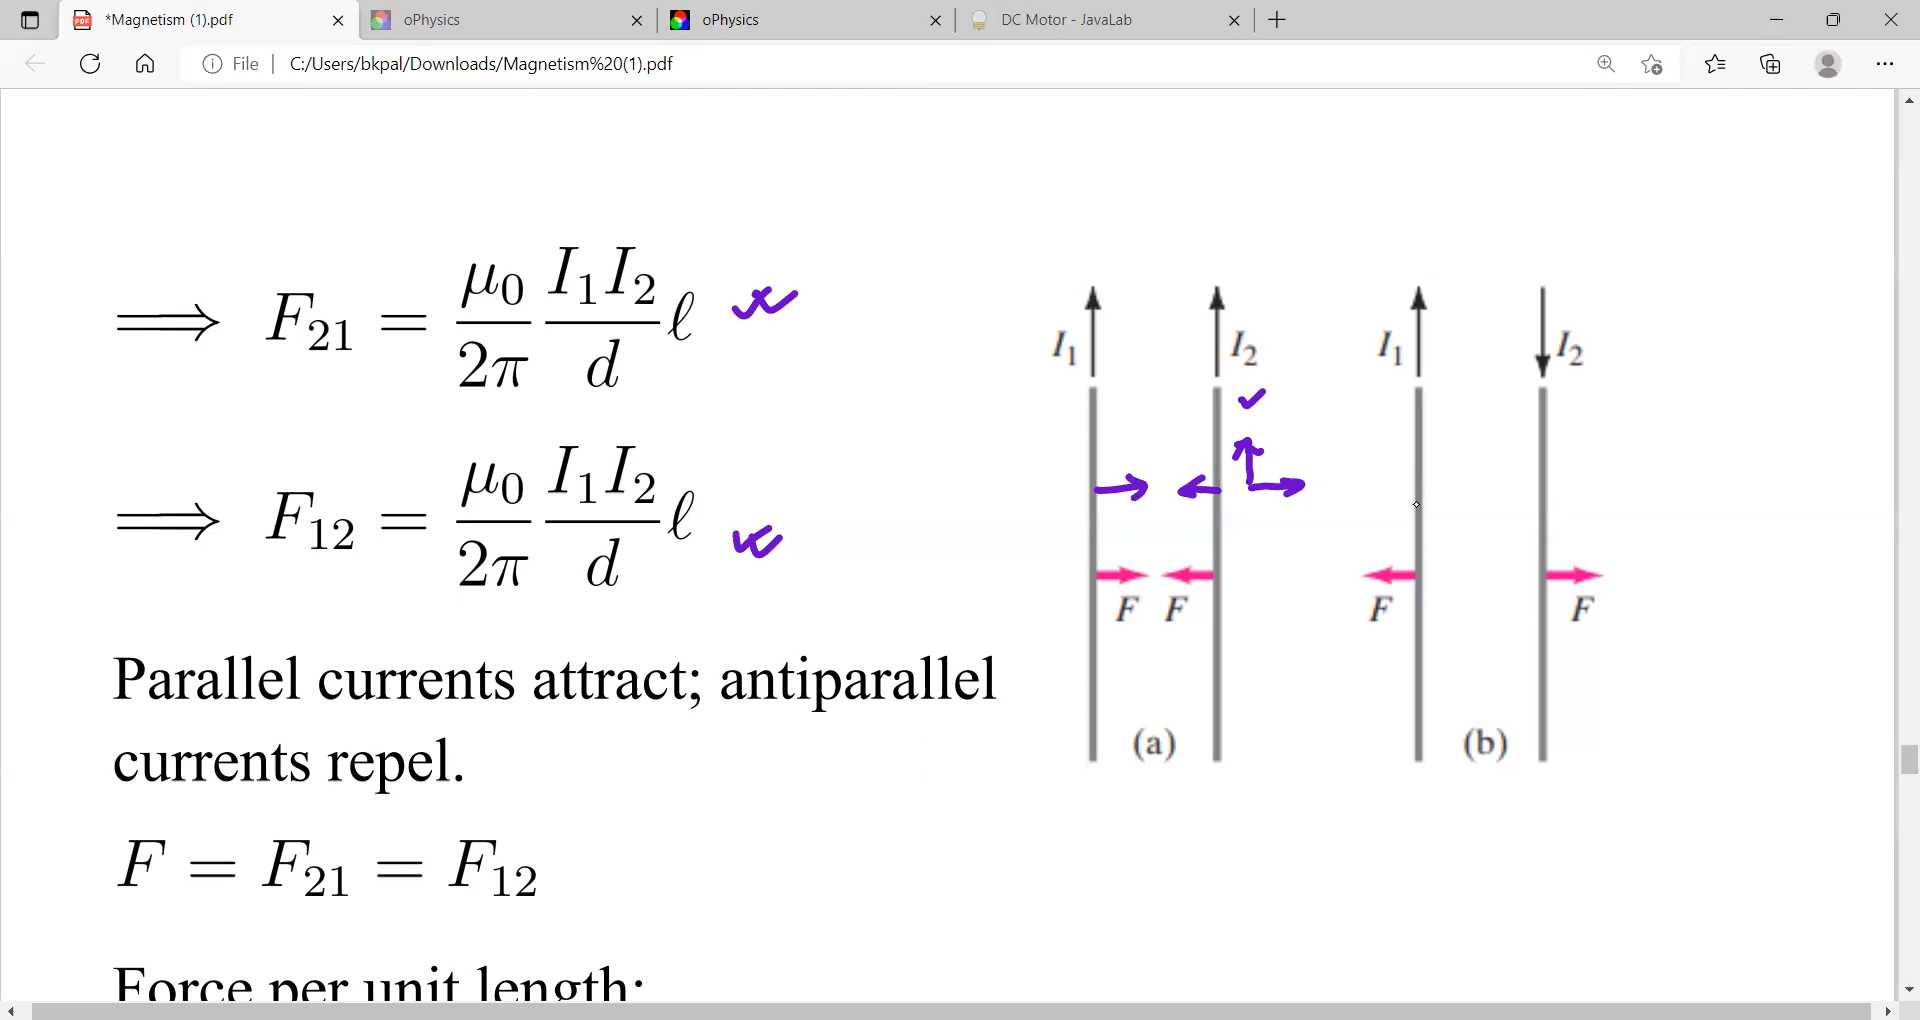 *Magnetism (1).pdf
oPhysics
oPhysics
DC Motor - JavaLab
File
C:/Users/bkpal/Downloads/Magnetism%20(1).pdf
⟹ F₂₁ = μ₀/2π I₁I₂/d ℓ
⟹ F₁₂ = μ₀/2π I₁I₂/d ℓ
Parallel currents attract; antiparallel
currents repel.
F = F₂₁ = F₁₂
Force per unit length:
I₁ I₂ I₁ I₂
F F F F
(a) (b)